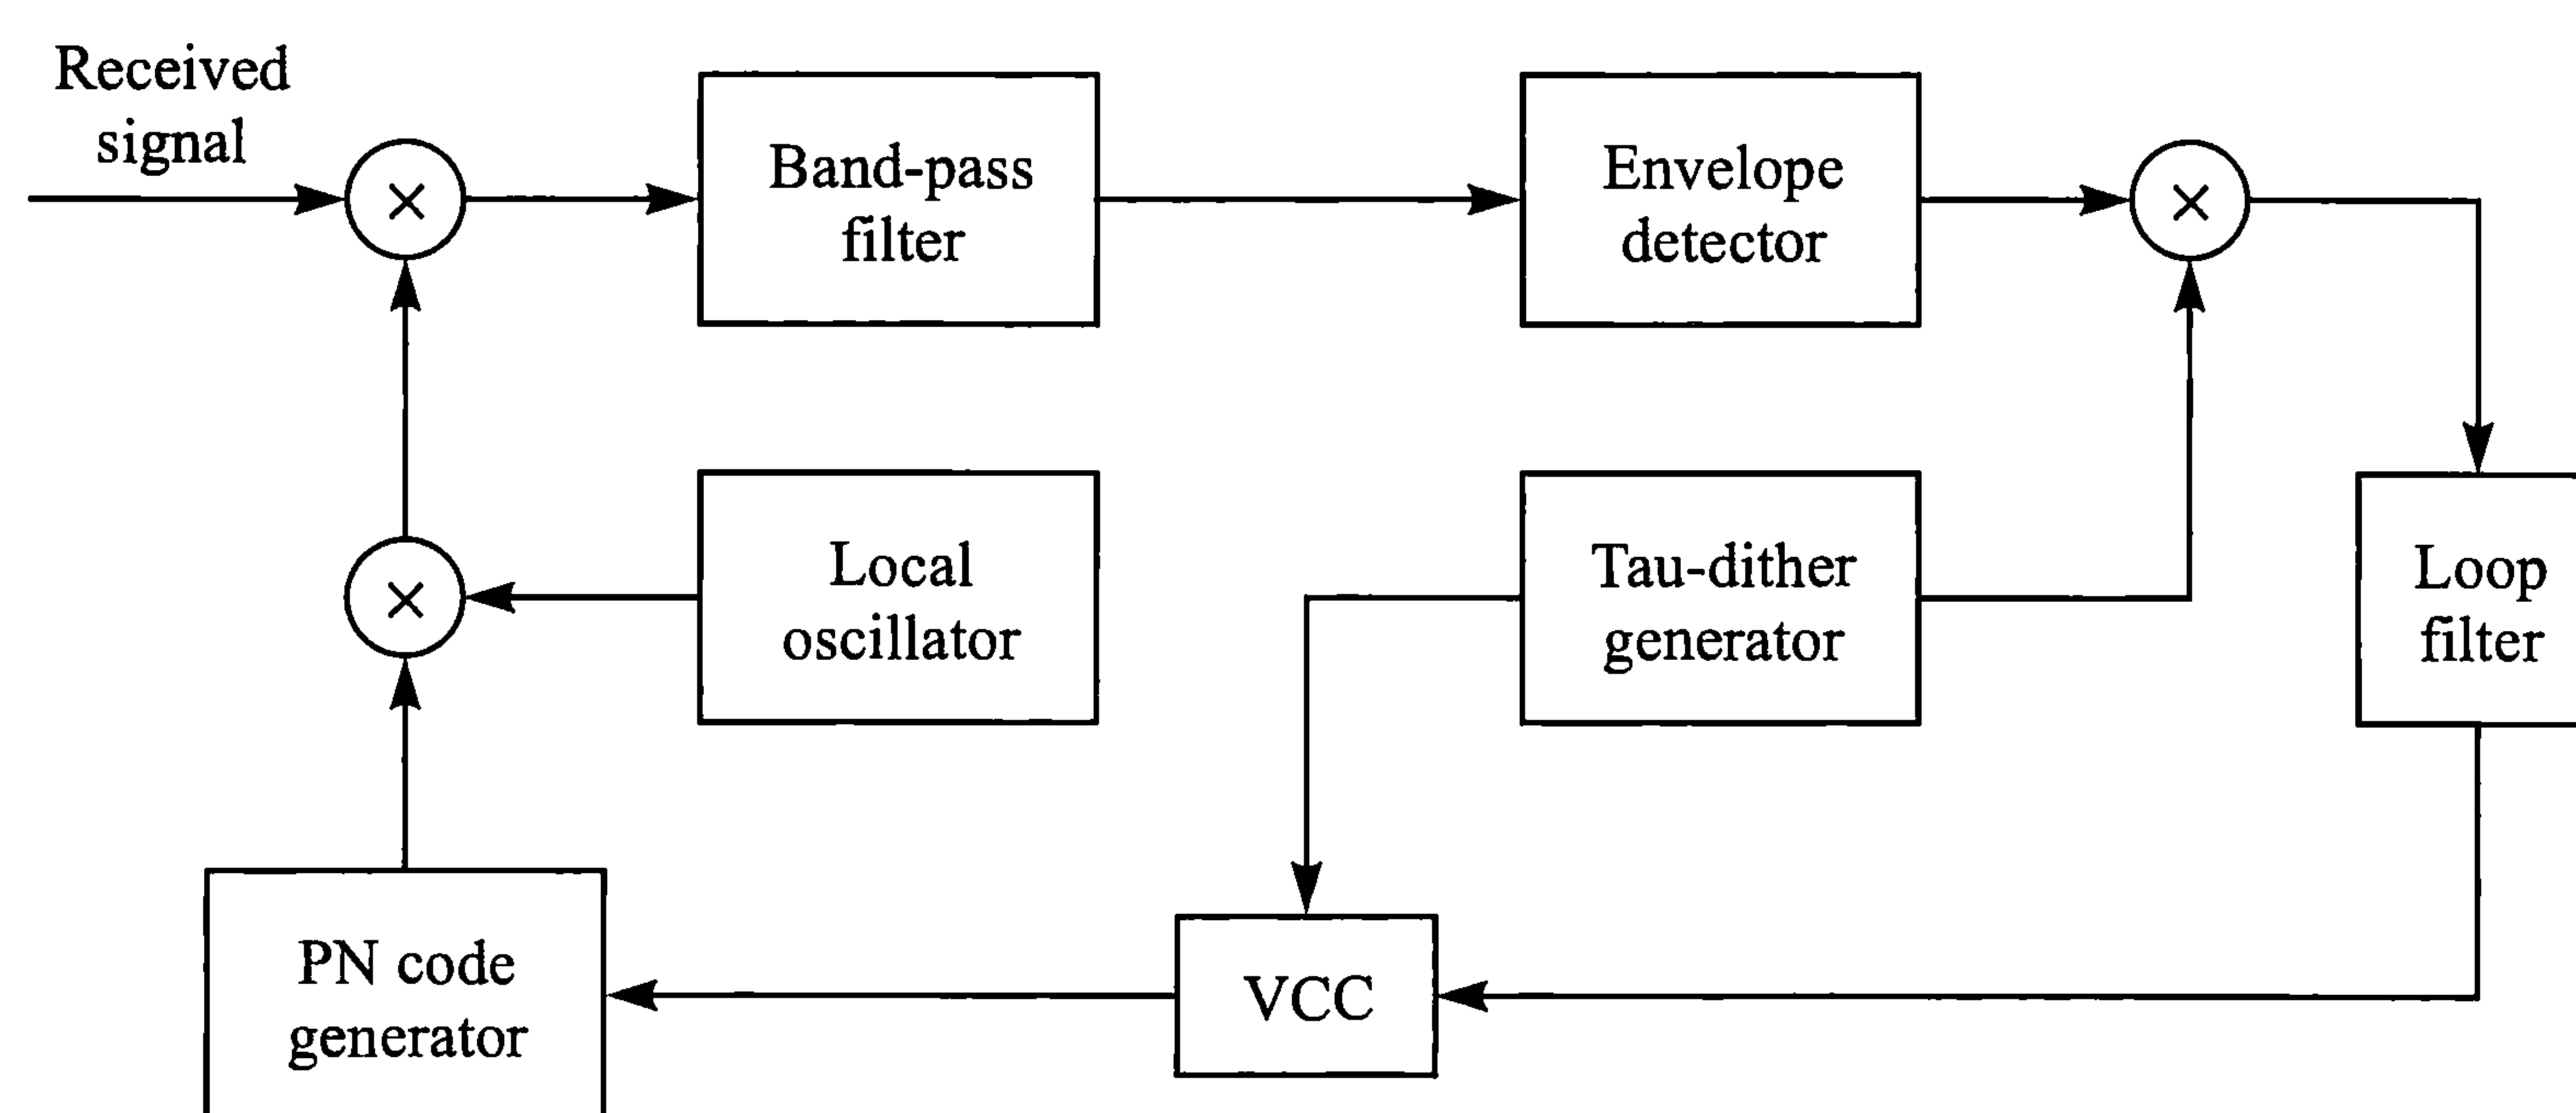 Received
signal
×
Band-pass
filter
Envelope
detector
×
×
Local
oscillator
Tau-dither
generator
Loop
filter
PN code
generator
VCC